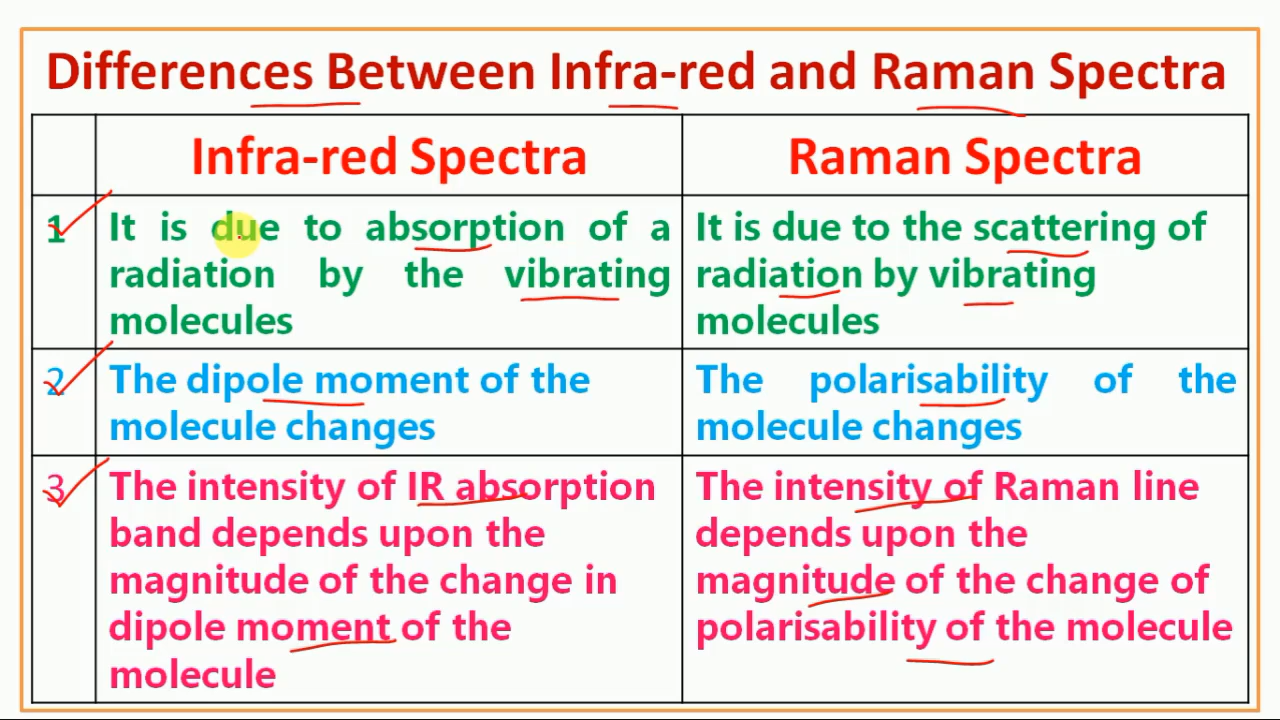 Differences Between Infra-red and Raman Spectra
Infra-red Spectra
Raman Spectra
1
It is due to absorption of a
radiation by the vibrating
molecules
It is due to the scattering of
radiation by vibrating
molecules
2
The dipole moment of the
molecule changes
The polarisability of the
molecule changes
3
The intensity of IR absorption
band depends upon the
magnitude of the change in
dipole moment of the
molecule
The intensity of Raman line
depends upon the
magnitude of the change of
polarisability of the molecule